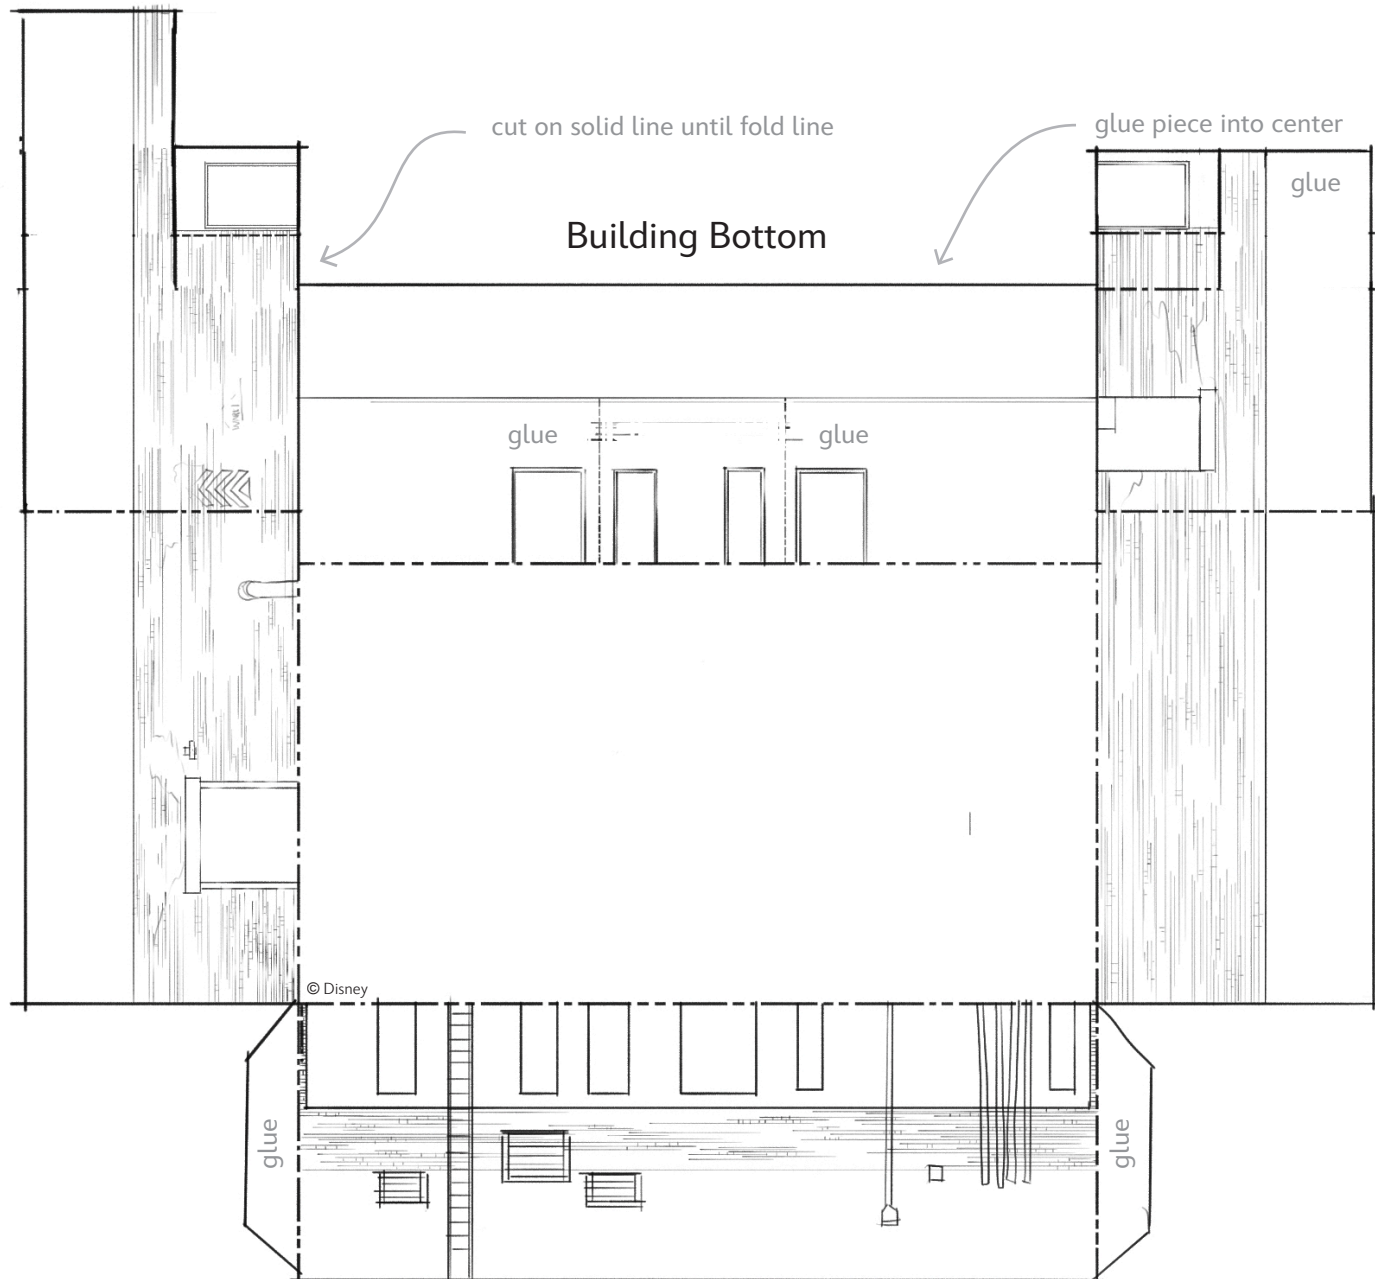 cut on solid line until fold line
glue piece into center
glue
Building Bottom
glue
glue
© Disney
glue
glue